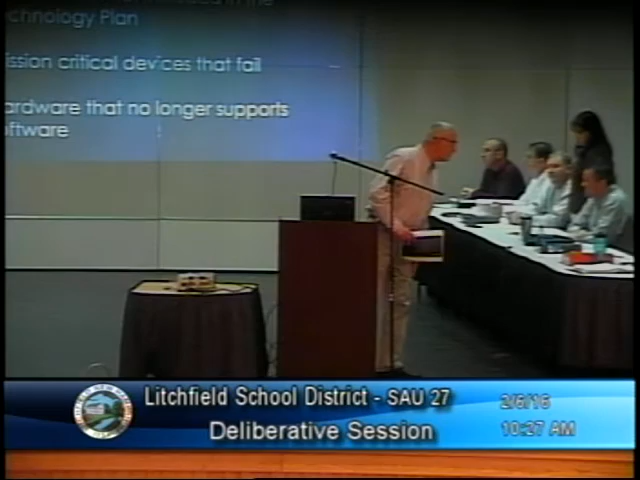 echnology Plan
ission critical devices that fail
ardware that no longer supports
oftware
Litchfield School District - SAU 27
Deliberative Session
2/6/16
10:27 AM